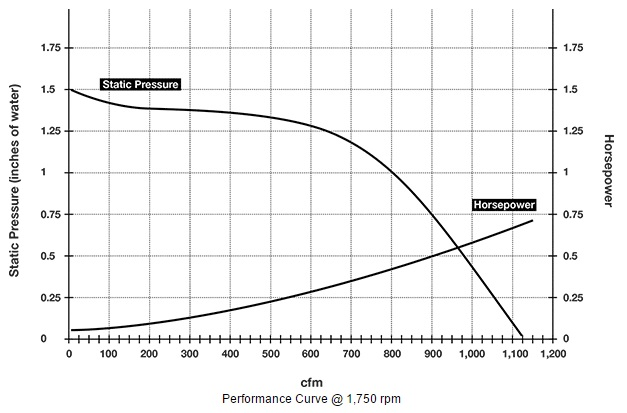 1.75 1.75
Static Pressure
1.5 1.5
1.25 1.25
1 1
Horsepower
0.75 0.75
0.5 0.5
0.25 0.25
0 0
0 100 200 300 400 500 600 700 800 900 1,000 1,100 1,200
Static Pressure (inches of water)
Horsepower
cfm
Performance Curve @ 1,750 rpm